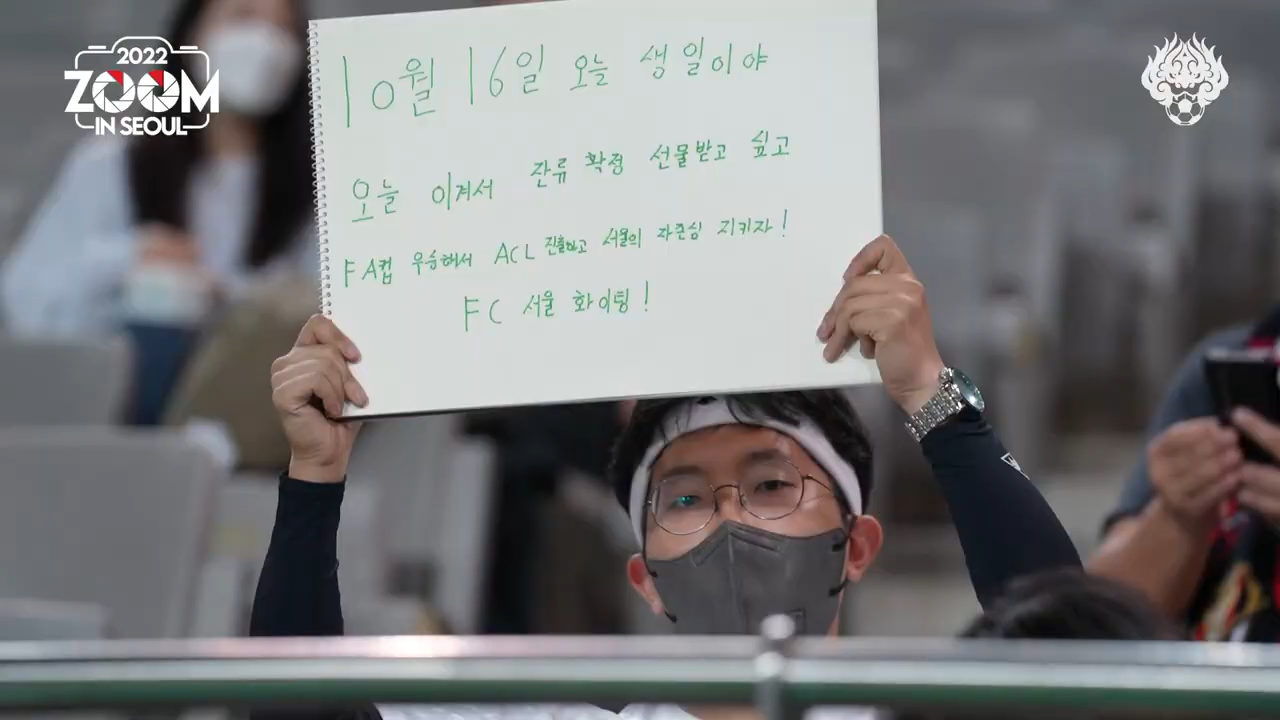 2022
ZOOM
IN SEOUL
10월 16일 오늘 생일이야
오늘 이겨서 잔류 확정 선물받고 싶고
FA컵 우승해서 ACL 진출하고 서울의 자존심 지키자!
FC 서울 화이팅!